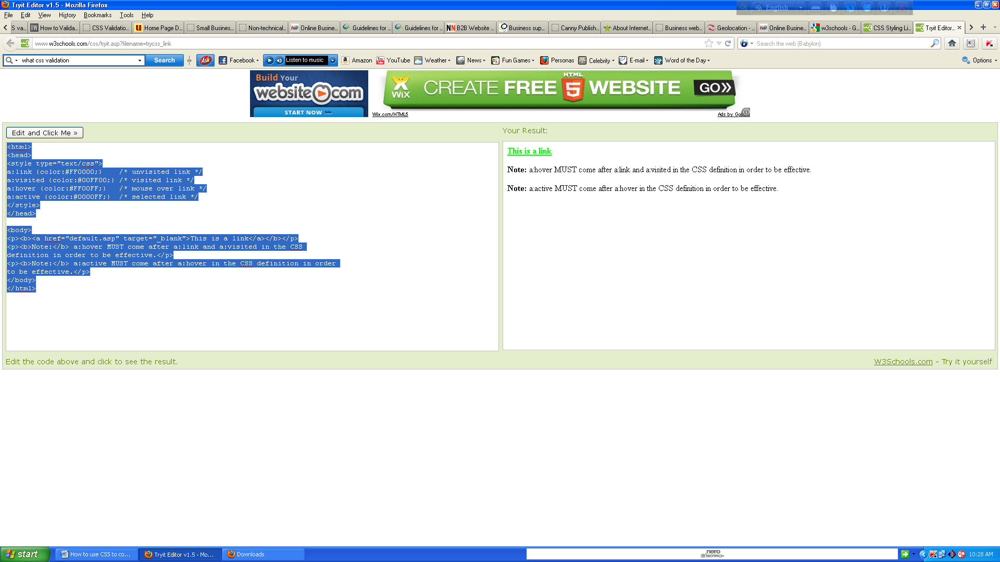 Tryit Editor v1.5 - Mozilla Firefox
English
File Edit View History Bookmarks Tools Help
S va... How to Valida... CSS Validatio... Home Page D... Small Business... Non-technical... Online Busine... Guidelines for ... Guidelines for ... B2B Website ... Business sup... Canny Publish... About Internet... Business web... Geolocation - ... Online Busine... w3schools - G... CSS Styling Li... Tryit Editor...
www.w3schools.com/css/tryit.asp?filename=trycss_link
Search the web (Babylon)
what css validation Search Ask Facebook Listen to music Amazon YouTube Weather News Fun Games Personas Celebrity E-mail Word of the Day Options
Build Your
website.com
START NOW
WiX CREATE FREE HTML 5 WEBSITE GO»
Wix.com/HTML5
Ads by Goo
Edit and Click Me »
Your Result:
<html>
<head>
<style type="text/css">
a:link {color:#FF0000;}    /* unvisited link */
a:visited {color:#00FF00;} /* visited link */
a:hover {color:#FF00FF;}   /* mouse over link */
a:active {color:#0000FF;}  /* selected link */
</style>
</head>
<body>
<p><b><a href="default.asp" target="_blank">This is a link</a></b></p>
<p><b>Note:</b> a:hover MUST come after a:link and a:visited in the CSS
definition in order to be effective.</p>
<p><b>Note:</b> a:active MUST come after a:hover in the CSS definition in order
to be effective.</p>
</body>
</html>
This is a link
Note: a:hover MUST come after a:link and a:visited in the CSS definition in order to be effective.
Note: a:active MUST come after a:hover in the CSS definition in order to be effective.
Edit the code above and click to see the result.
W3Schools.com - Try it yourself
start How to use CSS to co... Tryit Editor v1.5 - Mo... Downloads nero SEARCH 10:28 AM